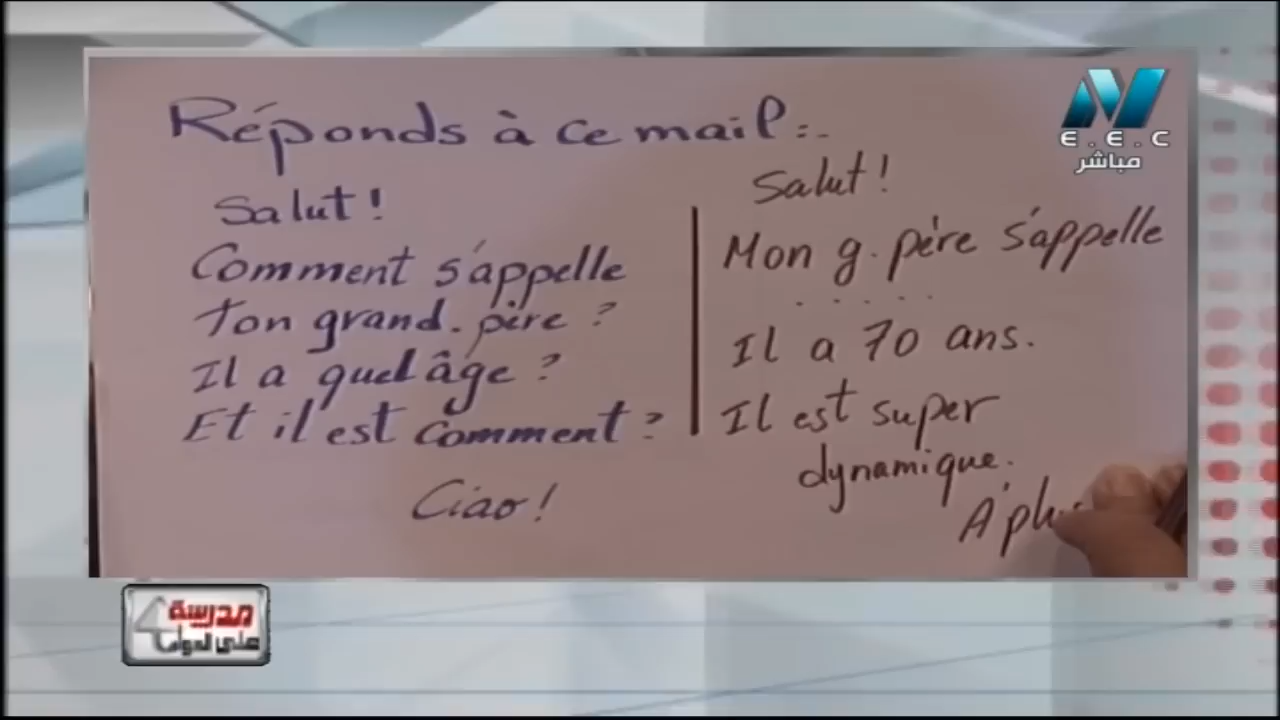 E.E.C
مباشر
Réponds à ce mail :-
Salut !
Comment s'appelle
Ton grand.père ?
Il a quel âge ?
Et il est comment ?
Ciao !
Salut !
Mon g. père s'appelle
.....
Il a 70 ans.
Il est super
dynamique.
A plus
مدرسة
على الهواء